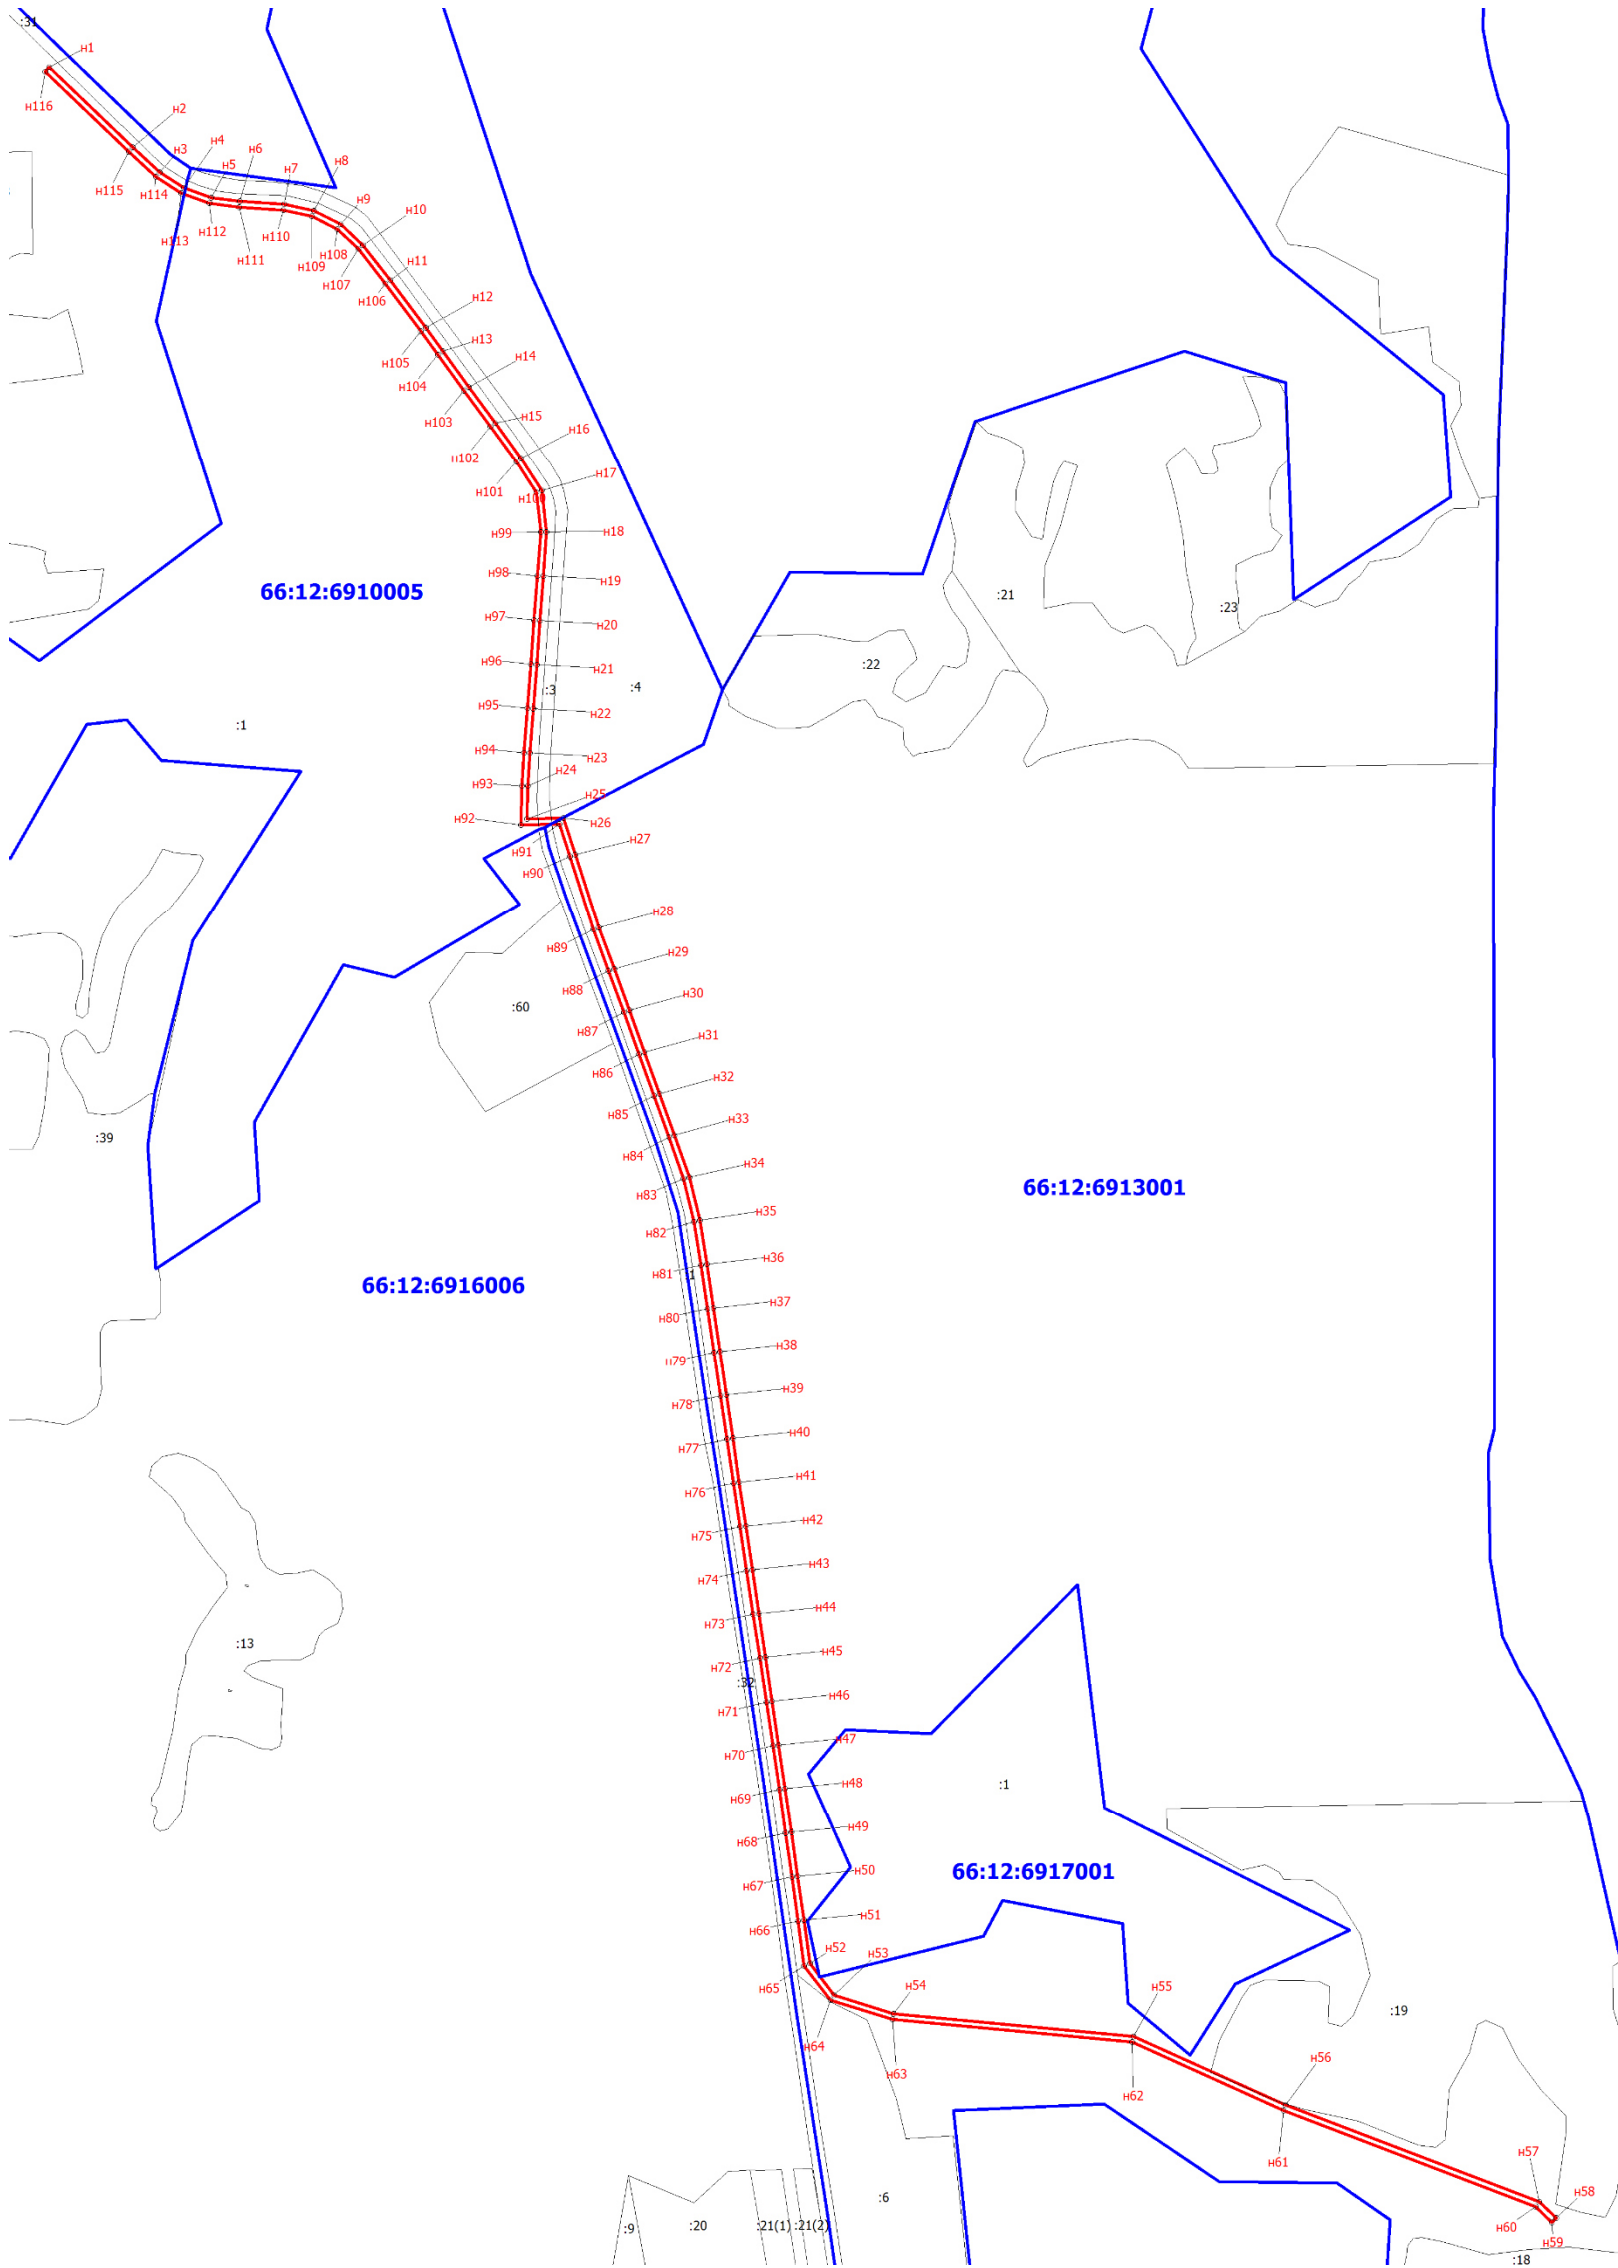 :31
н1
н116
н2
н3
н4
н5
н6
н7
н8
н9
н10
н115
н114
н113
н112
н111
н110
н109
н108
н107
н106
н11
н12
н105
н13
н104
н14
н103
н15
н102
н16
н101
н17
н100
н99
н18
н98
н19
66:12:6910005
:21
:23
н97
н20
н96
н21
:22
:3
:4
н95
н22
:1
н94
н23
н24
н93
н25
н92
н26
н91
н27
н90
н28
н89
н29
н88
н30
:60
н87
н31
н86
н32
н85
н33
:39
н84
н34
н83
66:12:6913001
н35
н82
н36
н81
:1
66:12:6916006
н37
н80
н38
н79
н39
н78
н40
н77
н41
н76
н42
н75
н43
н74
н44
н73
:13
н45
н72
:32
н46
н71
н47
н70
н48
:1
н69
н49
н68
66:12:6917001
н50
н67
н51
н66
н52
н53
н65
н54
н55
:19
н64
н63
н62
н56
н61
н57
н58
н60
н59
:6
:9
:20
:21(1)
:21(2)
:18